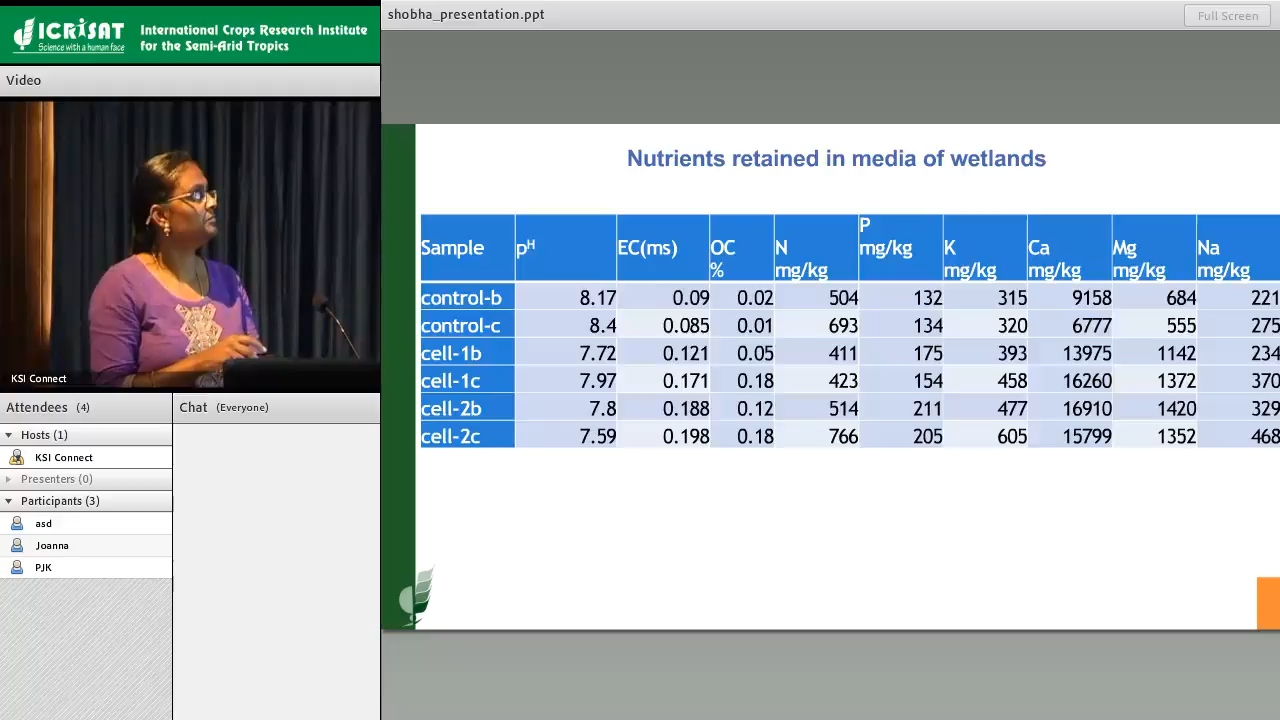 ICRISAT
Science with a human face
International Crops Research Institute
for the Semi-Arid Tropics
shobha_presentation.ppt
Full Screen
Video
KSI Connect
Attendees (4)
Hosts (1)
KSI Connect
Presenters (0)
Participants (3)
asd
Joanna
PJK
Chat (Everyone)
Nutrients retained in media of wetlands
Sample pH EC(ms) OC % N mg/kg P mg/kg K mg/kg Ca mg/kg Mg mg/kg Na mg/kg
control-b 8.17 0.09 0.02 504 132 315 9158 684 221
control-c 8.4 0.085 0.01 693 134 320 6777 555 275
cell-1b 7.72 0.121 0.05 411 175 393 13975 1142 234
cell-1c 7.97 0.171 0.18 423 154 458 16260 1372 370
cell-2b 7.8 0.188 0.12 514 211 477 16910 1420 329
cell-2c 7.59 0.198 0.18 766 205 605 15799 1352 468